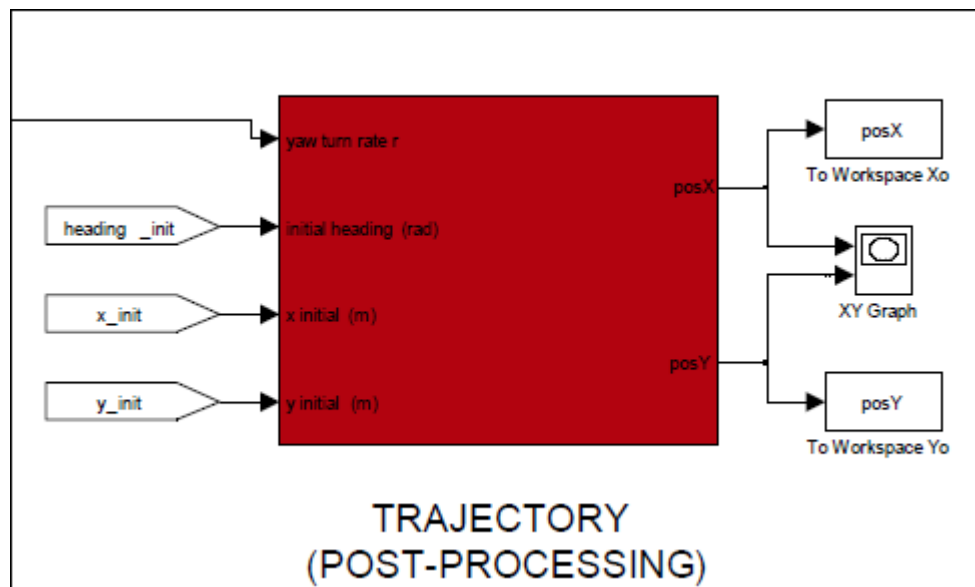 yaw turn rate r
posX
To Workspace Xo
heading _init
initial heading (rad)
posX
x_init
x initial (m)
XY Graph
y_init
y initial (m)
posY
posY
To Workspace Yo
TRAJECTORY
(POST-PROCESSING)